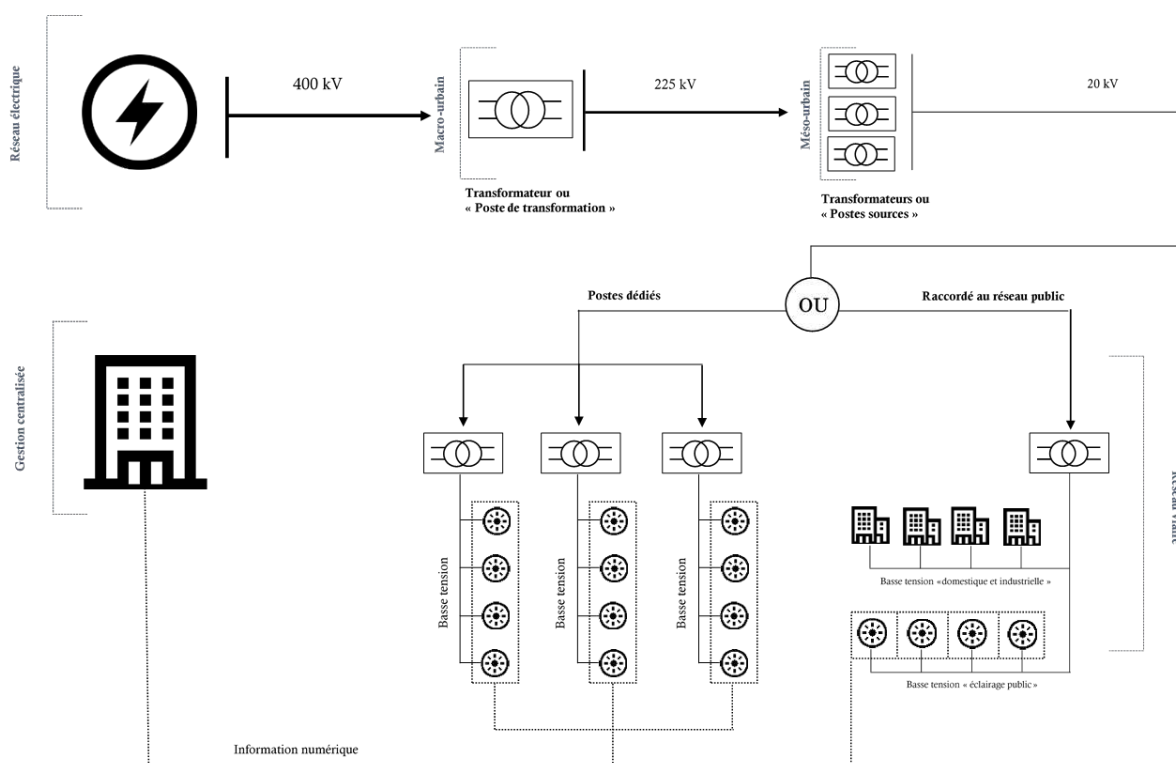 Réseau électrique
400 kV
Macro-urbain
225 kV
Méso-urbain
20 kV
Transformateur ou
« Poste de transformation »
Transformateurs ou
« Postes sources »
Postes dédiés
OU
Raccordé au réseau public
Gestion centralisée
Basse tension
Basse tension
Basse tension
Basse tension «domestique et industrielle »
Basse tension « éclairage public»
Information numérique